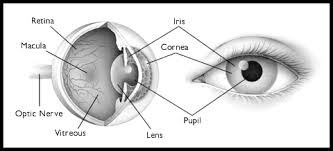 Retina
Macula
Optic Nerve
Vitreous
Iris
Cornea
Pupil
Lens